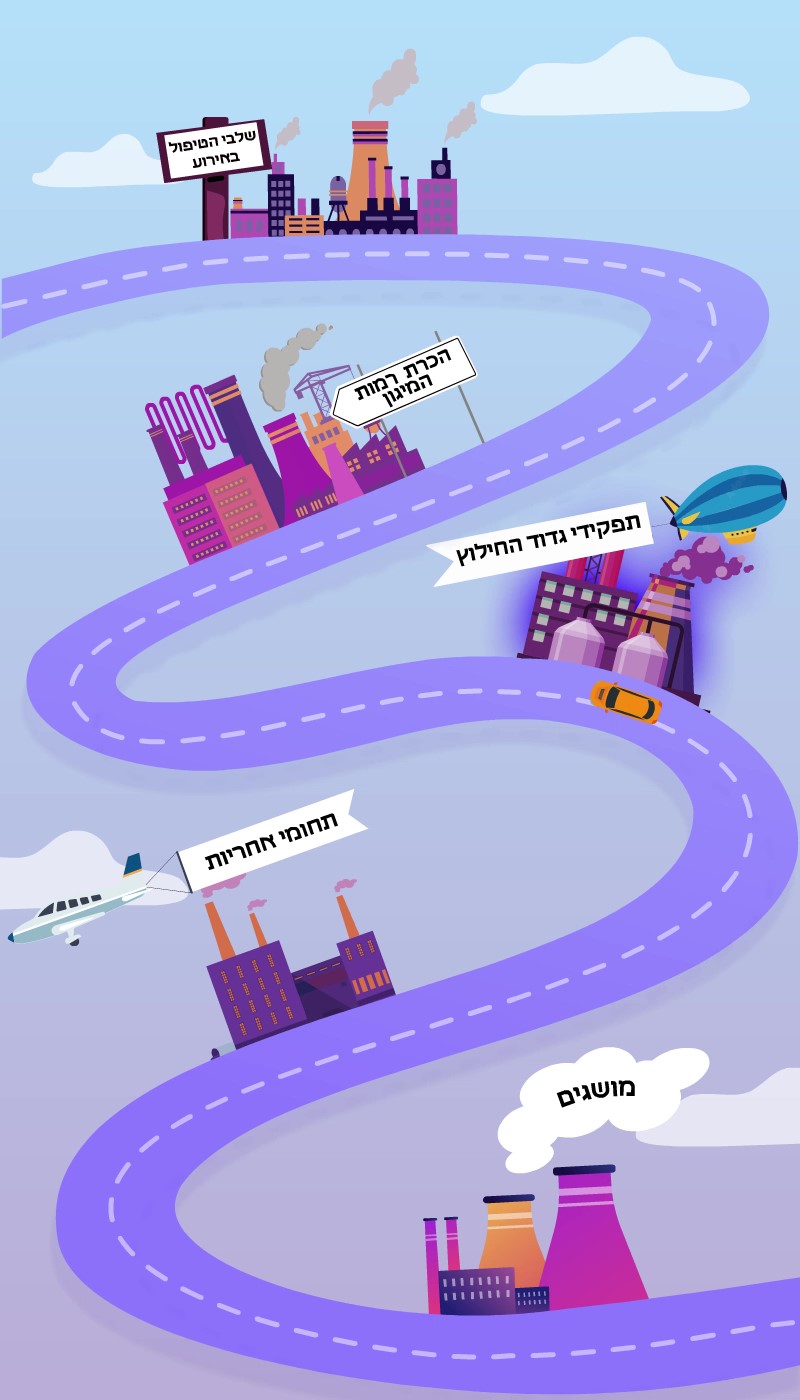 שלבי הטיפול
באירוע
הכרת רמות
המיגון
תפקידי גדוד החילוץ
תחומי אחריות
מושגים